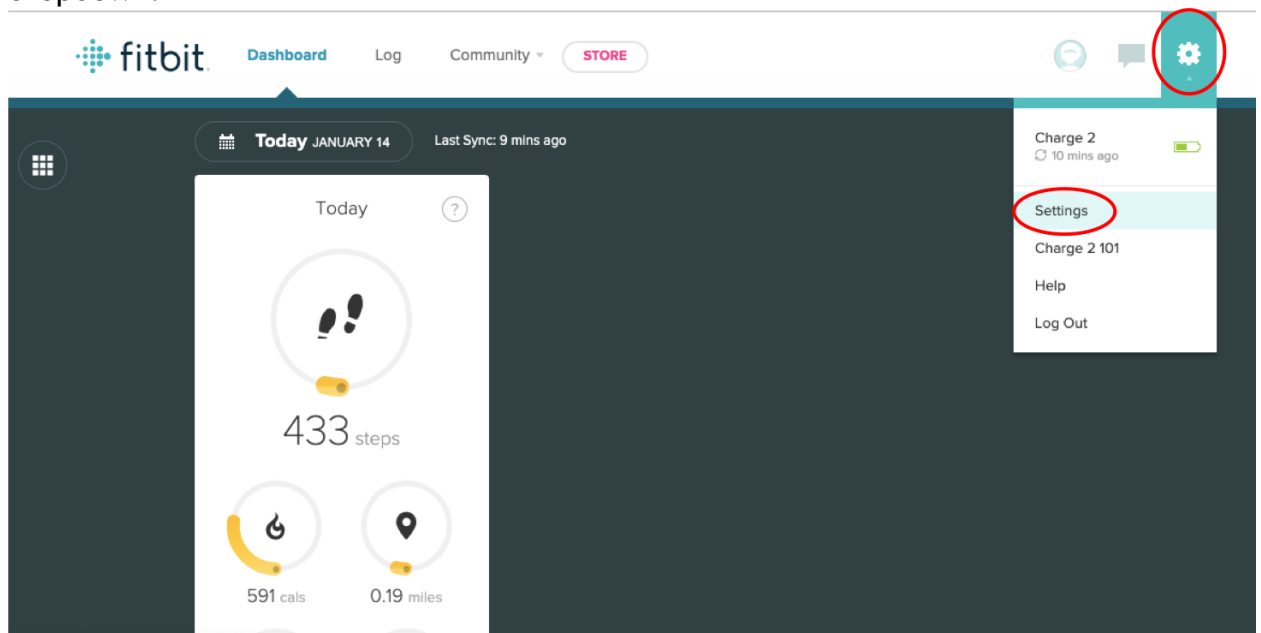 fitbit.
Dashboard Log Community STORE
Today JANUARY 14 Last Sync: 9 mins ago
Charge 2
10 mins ago
Today ?
Settings
Charge 2 101
Help
Log Out
433 steps
591 cals 0.19 miles